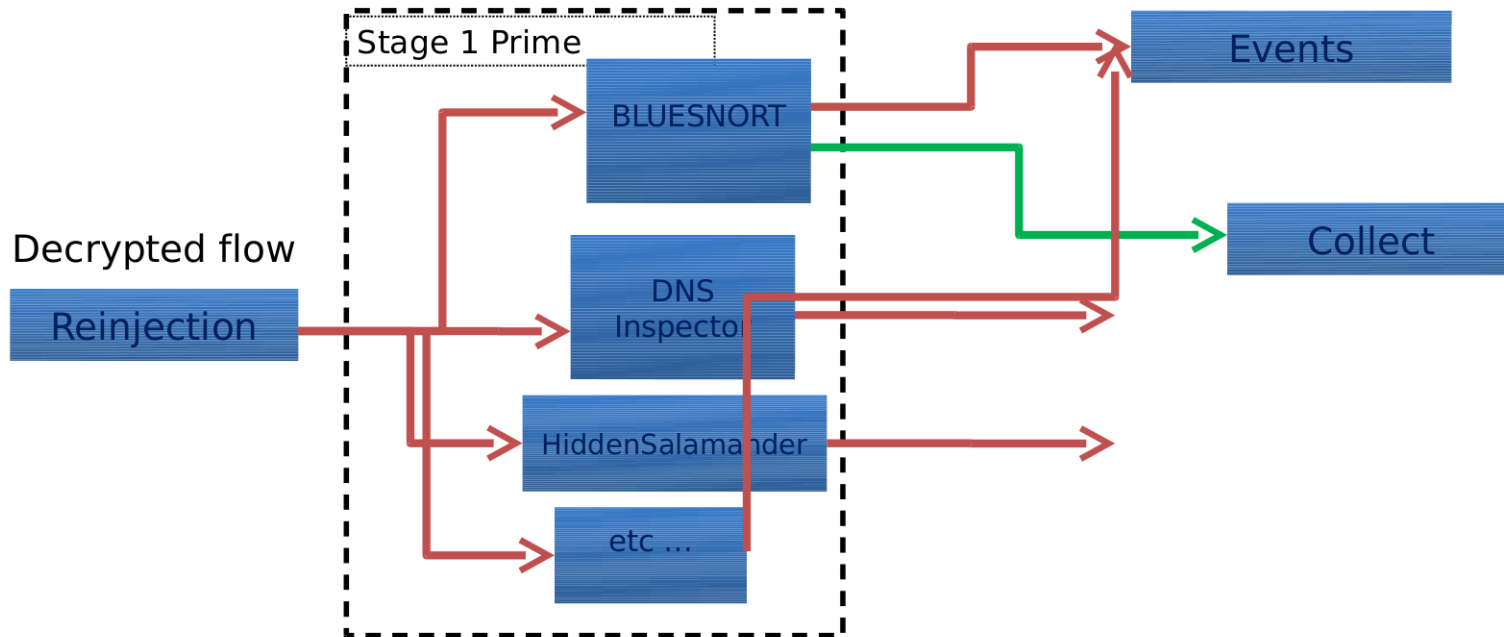 Stage 1 Prime
Events
BLUESNORT
Collect
Decrypted flow
Reinjection
DNS
Inspector
HiddenSalamander
etc ...